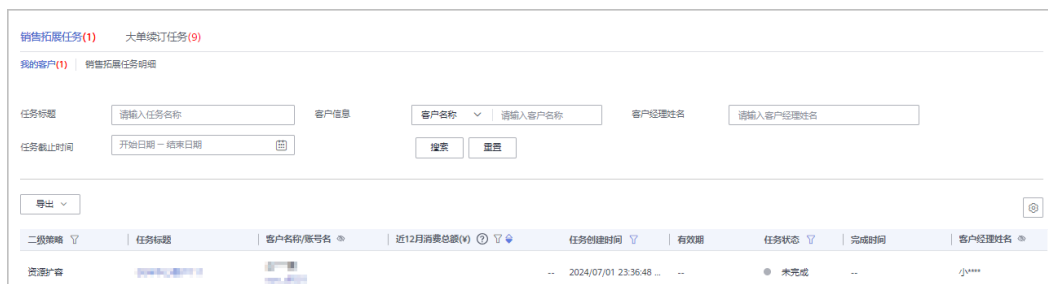 销售拓展任务(1) 大单续订任务(9)
我的客户(1) 销售拓展任务明细
任务标题 请输入任务名称 客户信息 客户名称 请输入客户名称 客户经理姓名 请输入客户经理姓名
任务截止时间 开始日期 – 结束日期 搜索 重置
导出
二级策略 任务标题 客户名称/账号名 近12月消费总额(¥) 任务创建时间 有效期 任务状态 完成时间 客户经理姓名
资源扩容 -- 2024/07/01 23:36:48 ... -- 未完成 -- 小****